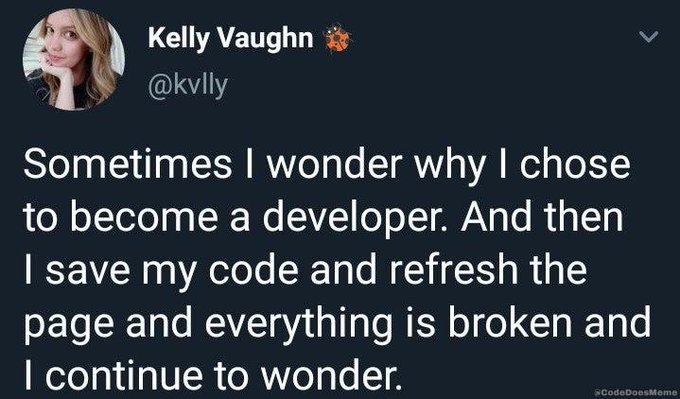 Kelly Vaughn 🐞
@kvlly
Sometimes I wonder why I chose
to become a developer. And then
I save my code and refresh the
page and everything is broken and
I continue to wonder.
@CodeDoesMeme